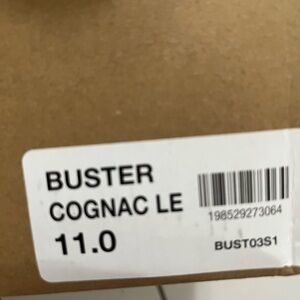 BUSTER
COGNAC LE
11.0
198529273064
BUST03S1